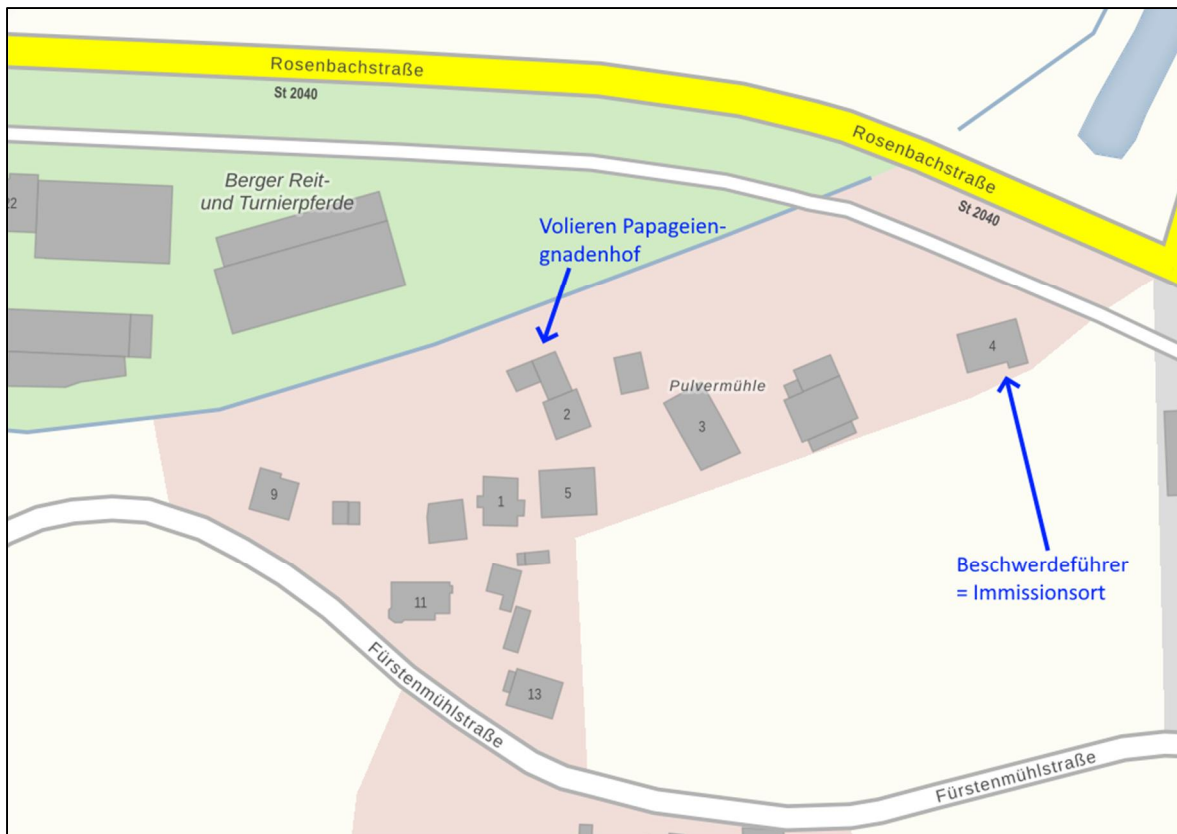 Rosenbachstraße
St 2040
Rosenbachstraße
St 2040
Berger Reit-
und Turnierpferde
22
Volieren Papageien-
gnadenhof
4
Pulvermühle
2
3
9
1
5
Beschwerdeführer
= Immissionsort
11
13
Fürstenmühlstraße
Fürstenmühlstraße